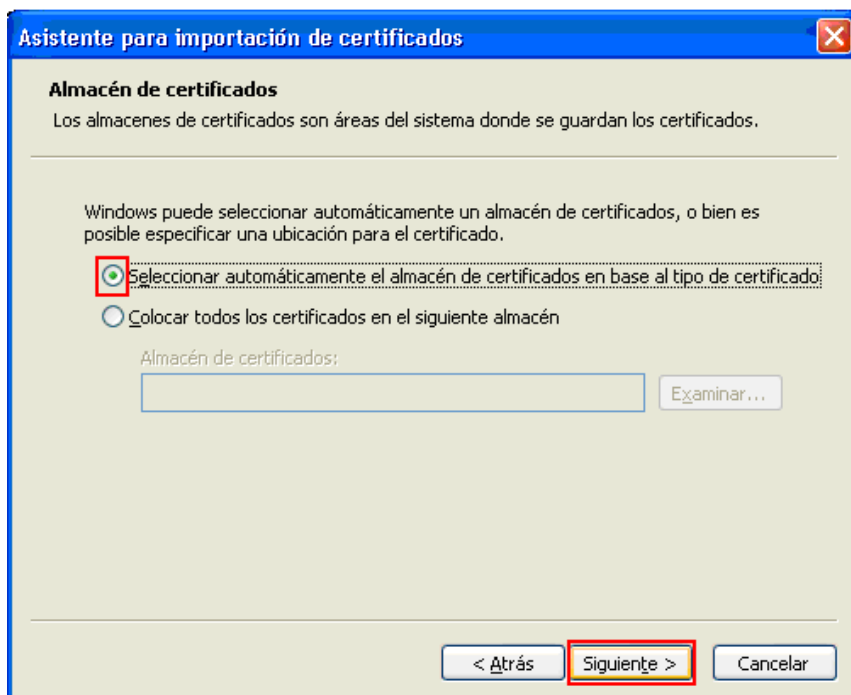 Asistente para importación de certificados
Almacén de certificados
Los almacenes de certificados son áreas del sistema donde se guardan los certificados.
Windows puede seleccionar automáticamente un almacén de certificados, o bien es
posible especificar una ubicación para el certificado.
Seleccionar automáticamente el almacén de certificados en base al tipo de certificado
Colocar todos los certificados en el siguiente almacén
Almacén de certificados:
Examinar...
< Atrás Siguiente > Cancelar